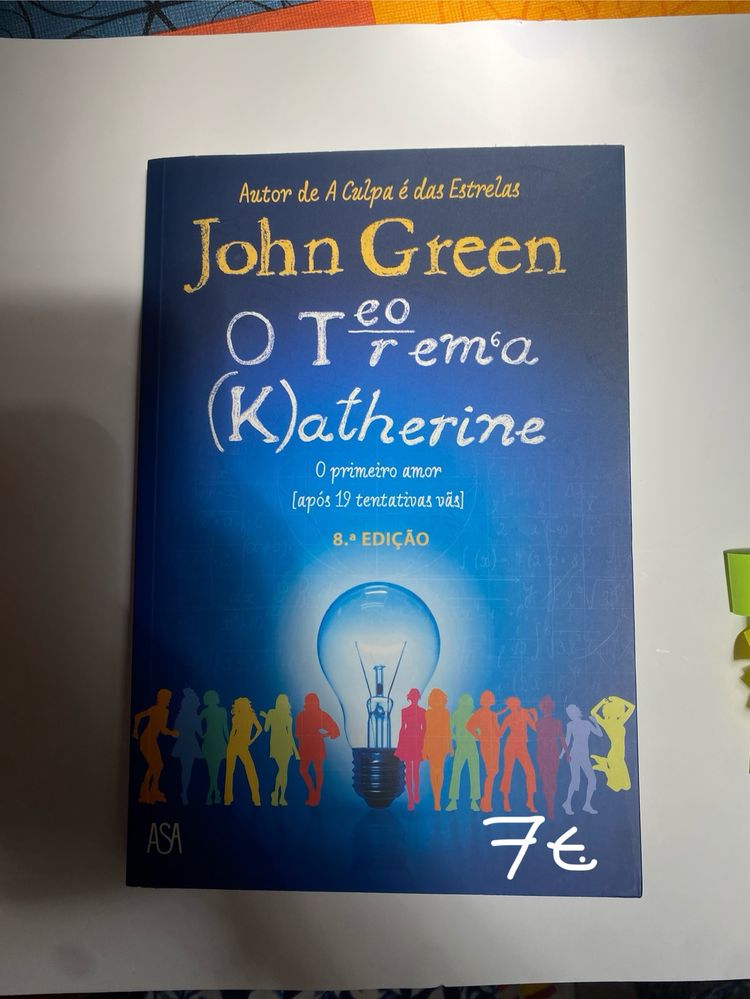 Autor de A Culpa é das Estrelas
John Green
O Teorema
(K)atherine
O primeiro amor
[após 19 tentativas vãs]
8.ª EDIÇÃO
ASA
7€